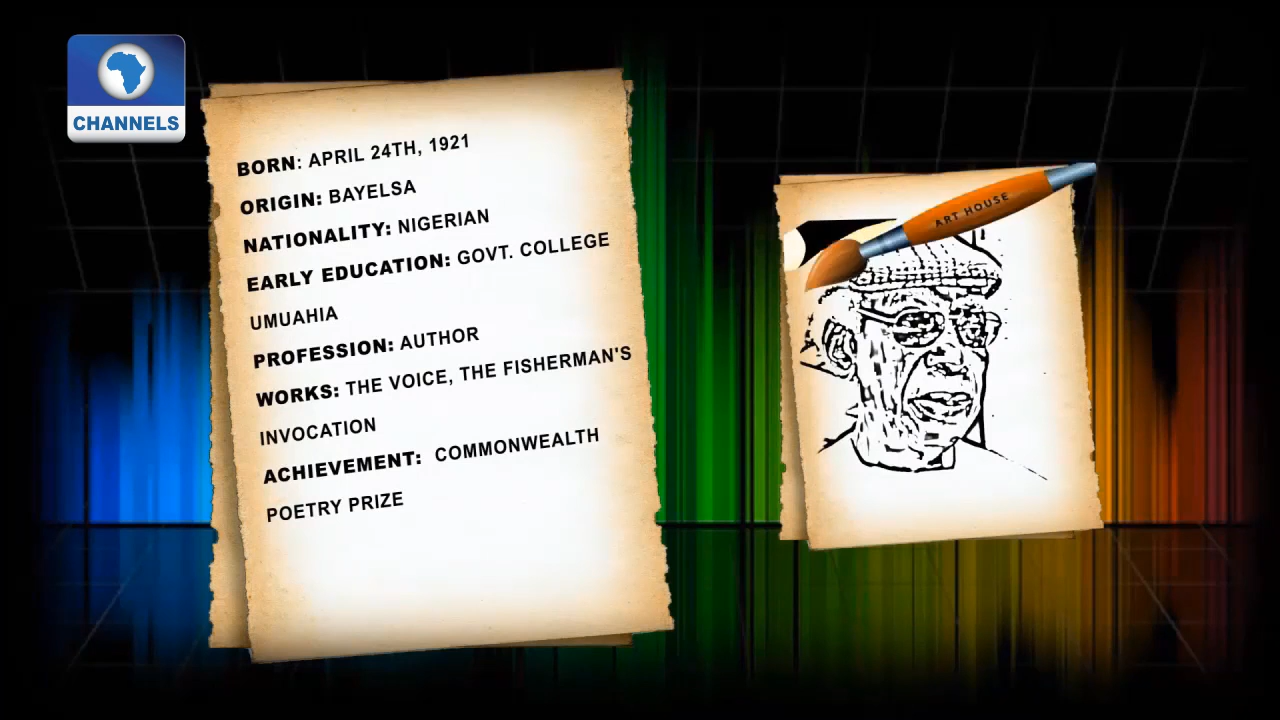 CHANNELS
BORN: APRIL 24TH, 1921
ORIGIN: BAYELSA
NATIONALITY: NIGERIAN
EARLY EDUCATION: GOVT. COLLEGE
UMUAHIA
PROFESSION: AUTHOR
WORKS: THE VOICE, THE FISHERMAN'S
INVOCATION
ACHIEVEMENT: COMMONWEALTH
POETRY PRIZE
ART HOUSE